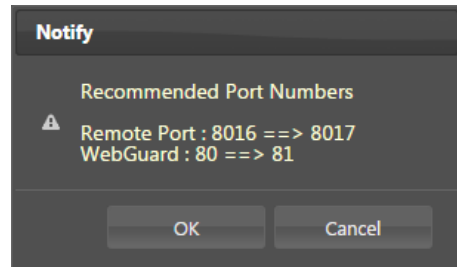 Notify
Recommended Port Numbers
Remote Port : 8016 ==> 8017
WebGuard : 80 ==> 81
OK
Cancel